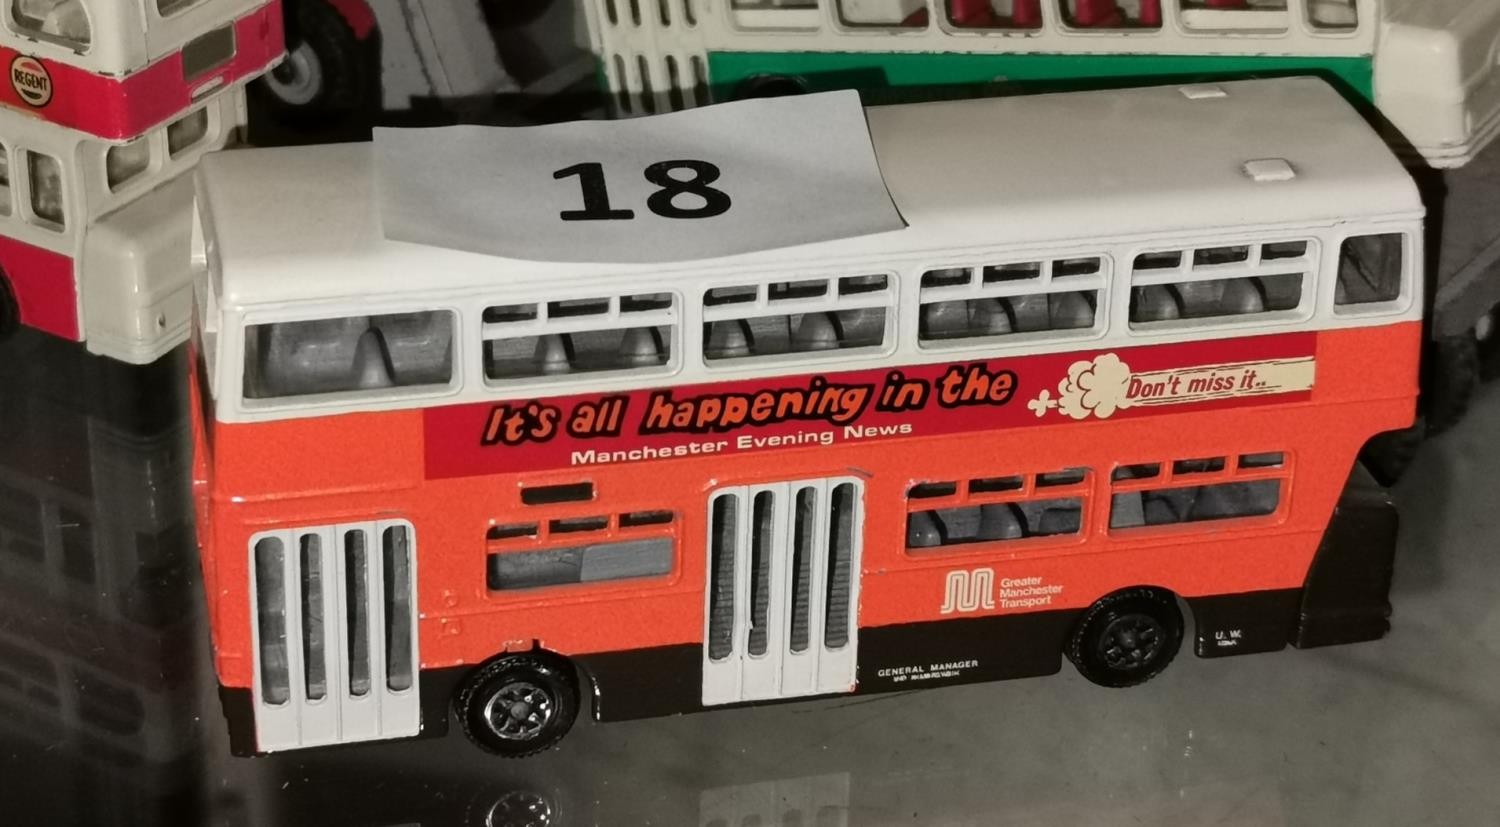 REGENT
18
It's all happening in the
Don't miss it..
Manchester Evening News
Greater
Manchester
Transport
U. W.
GENERAL MANAGER